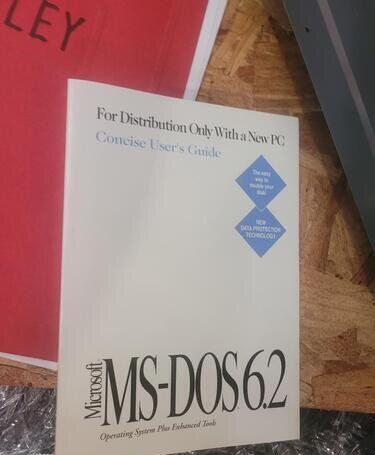 LEY
For Distribution Only With a New PC
Concise User's Guide
The easy
way to
double your
disk!
NEW
DATA PROTECTION
TECHNOLOGY
Microsoft
MS-DOS 6.2
Operating System Plus Enhanced Tools